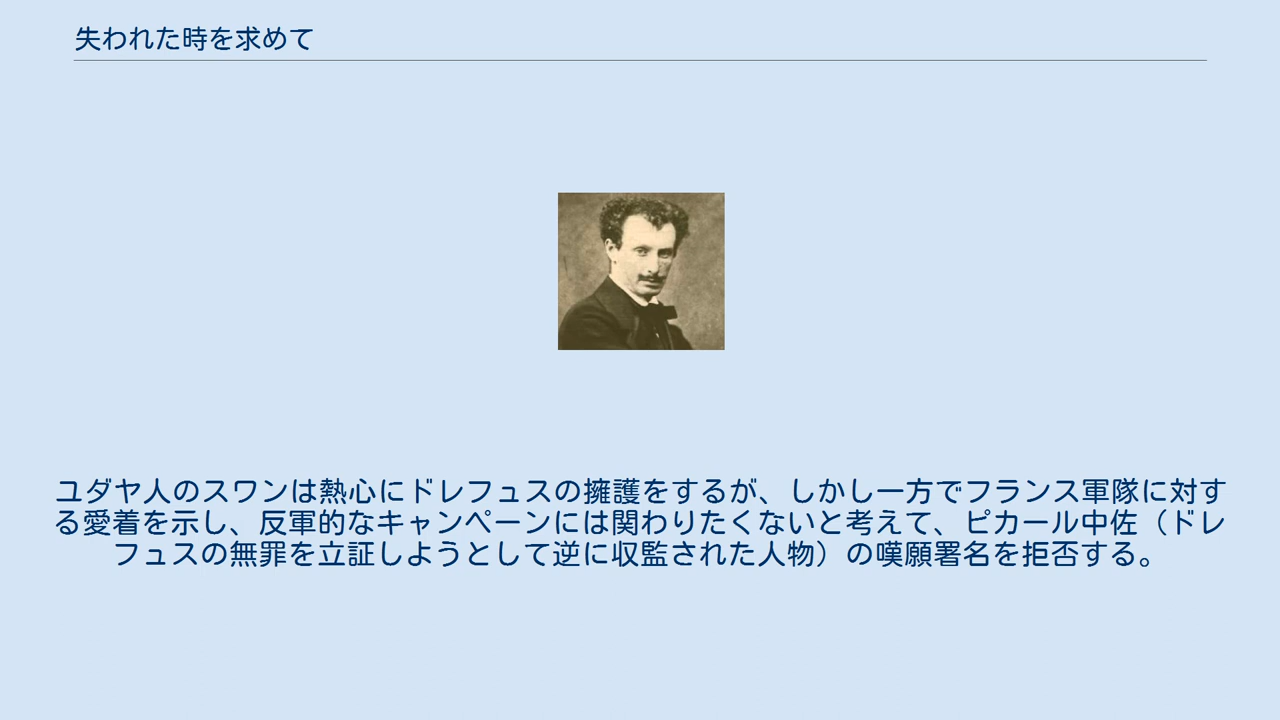 失われた時を求めて
ユダヤ人のスワンは熱心にドレフュスの擁護をするが、しかし一方でフランス軍隊に対す
る愛着を示し、反軍的なキャンペーンには関わりたくないと考えて、ピカール中佐（ドレ
フュスの無罪を立証しようとして逆に収監された人物）の嘆願署名を拒否する。